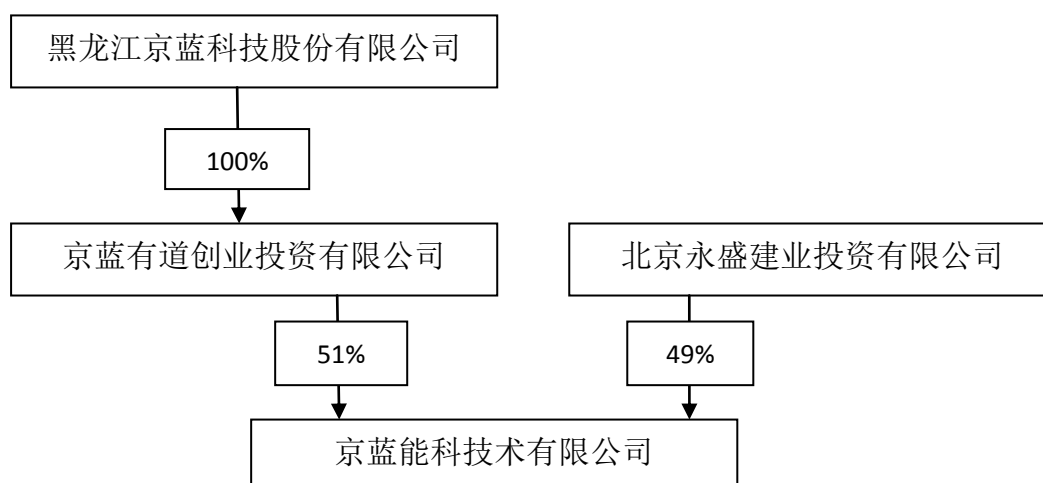 黑龙江京蓝科技股份有限公司
100%
京蓝有道创业投资有限公司
北京永盛建业投资有限公司
51%
49%
京蓝能科技术有限公司